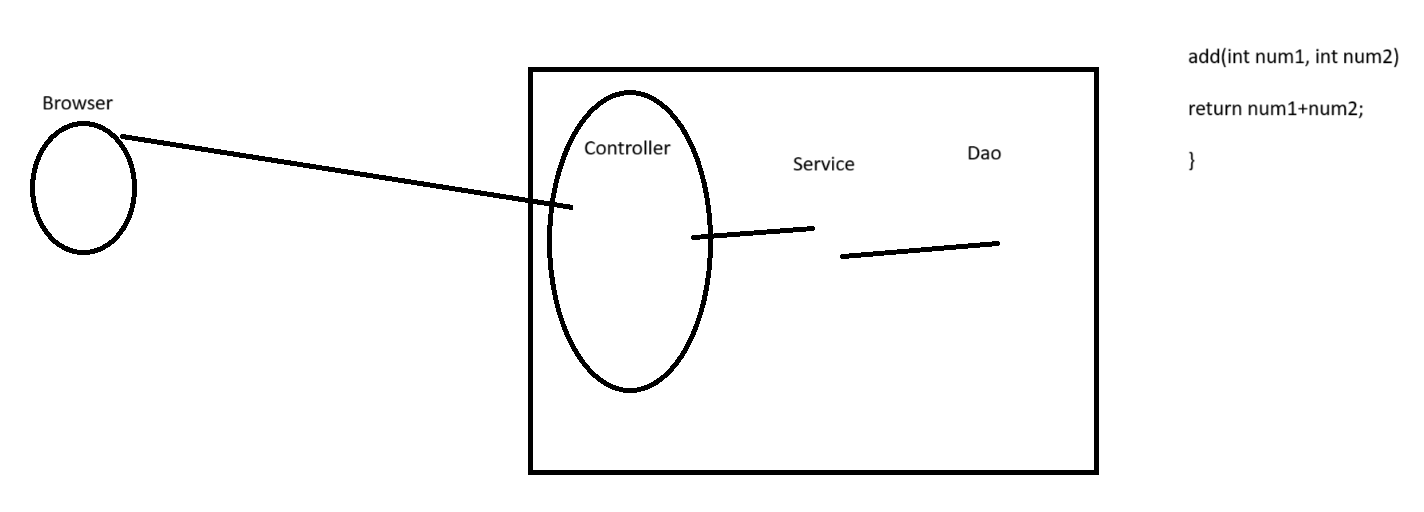 Browser
Controller
Service
Dao
add(int num1, int num2)
return num1+num2;
}